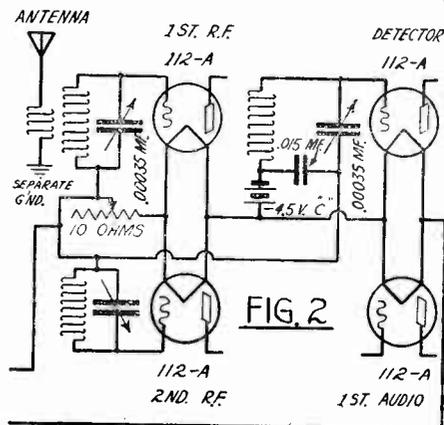 ANTENNA
1ST. R.F.
112-A
DETECTOR
112-A
A
.00035 MF.
A
.00035 MF.
.015 MF.
SEPARATE
GND.
10 OHMS
-4.5 V. "C"
FIG. 2
112-A
2ND. R.F.
112-A
1ST. AUDIO